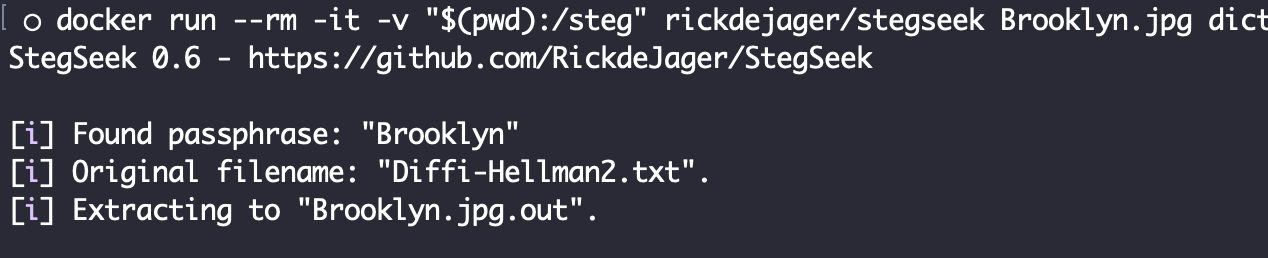 ○ docker run --rm -it -v "$(pwd):/steg" rickdejager/stegseek Brooklyn.jpg dict
StegSeek 0.6 - https://github.com/RickdeJager/StegSeek
[i] Found passphrase: "Brooklyn"
[i] Original filename: "Diffi-Hellman2.txt".
[i] Extracting to "Brooklyn.jpg.out".